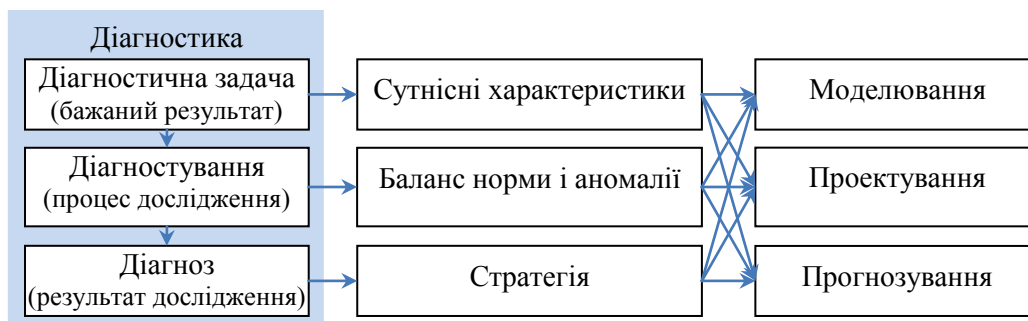 Діагностика
Діагностична задача
(бажаний результат)
Сутнісні характеристики
Моделювання
Діагностування
(процес дослідження)
Баланс норми і аномалії
Проектування
Діагноз
(результат дослідження)
Стратегія
Прогнозування